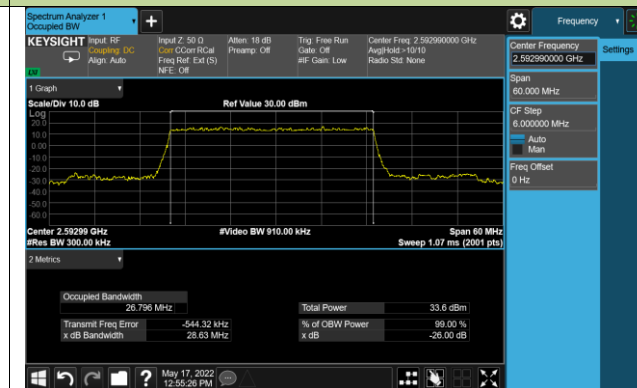 Spectrum Analyzer 1
Occupied BW
Frequency
KEYSIGHT
Input: RF
Coupling: DC
Align: Auto
Input Z: 50 Ω
Corr CCorr RCal
Freq Ref: Ext (S)
NFE: Off
Atten: 18 dB
Preamp: Off
Trig: Free Run
Gate: Off
#IF Gain: Low
Center Freq: 2.592990000 GHz
Avg|Hold:>10/10
Radio Std: None
Center Frequency
2.592990000 GHz
Settings
Span
60.000 MHz
CF Step
6.000000 MHz
Auto
Man
Freq Offset
0 Hz
1 Graph
Scale/Div 10.0 dB
Ref Value 30.00 dBm
Log
20.0
10.0
0.00
-10.0
-20.0
-30.0
-40.0
-50.0
-60.0
Center 2.59299 GHz
#Video BW 910.00 kHz
Span 60 MHz
#Res BW 300.00 kHz
Sweep 1.07 ms (2001 pts)
2 Metrics
Occupied Bandwidth
26.796 MHz
Total Power
33.6 dBm
Transmit Freq Error
-544.32 kHz
% of OBW Power
99.00 %
x dB Bandwidth
28.63 MHz
x dB
-26.00 dB
May 17, 2022
12:55:26 PM